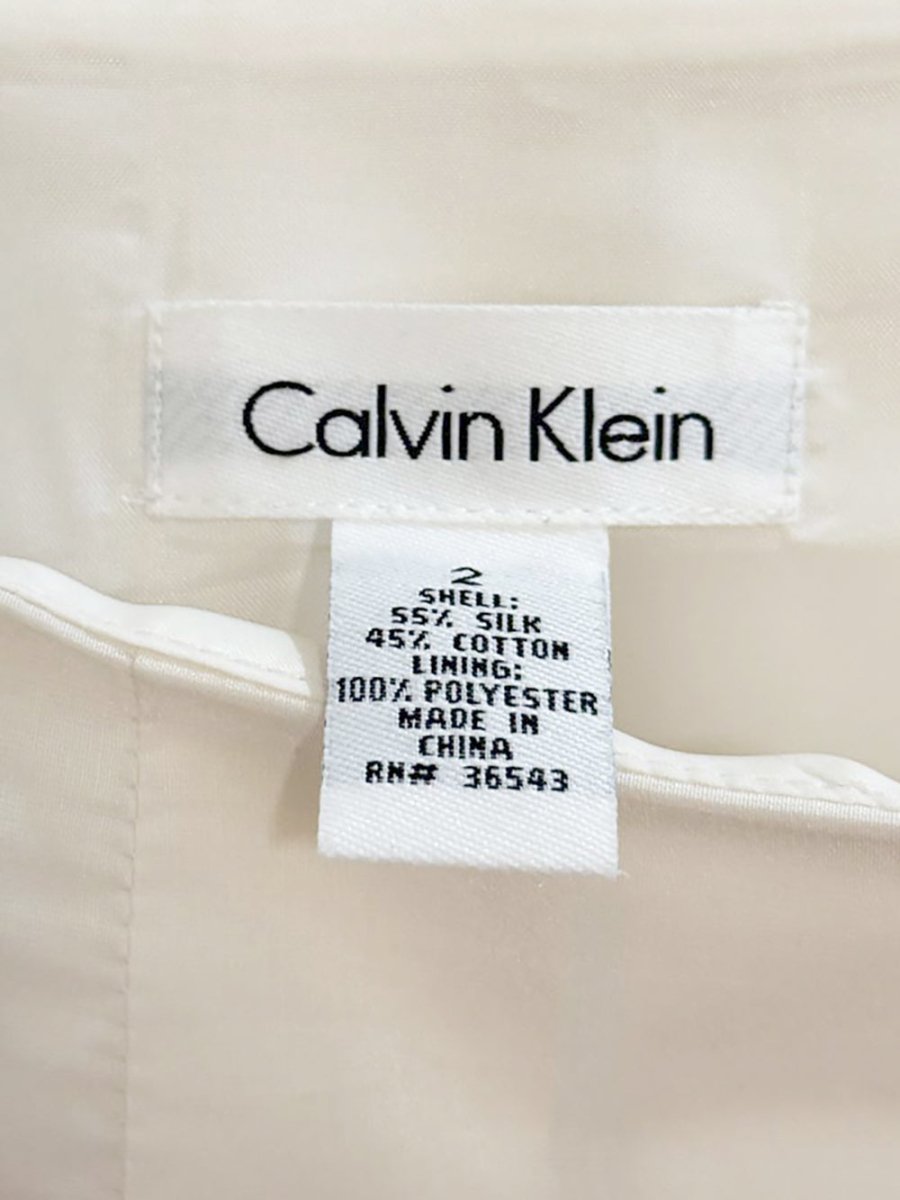 Calvin Klein
2
SHELL:
55% SILK
45% COTTON
LINING:
100% POLYESTER
MADE IN
CHINA
RN# 36543